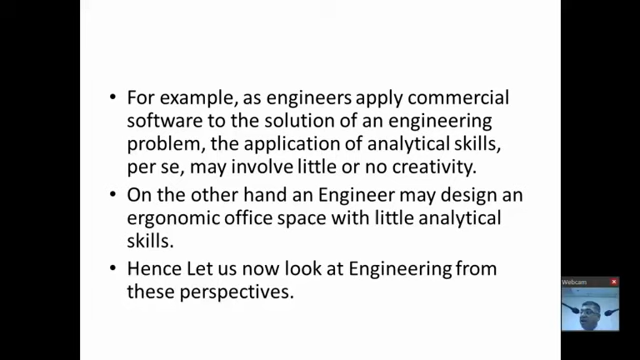 • For example, as engineers apply commercial
software to the solution of an engineering
problem, the application of analytical skills,
per se, may involve little or no creativity.
• On the other hand an Engineer may design an
ergonomic office space with little analytical
skills.
• Hence Let us now look at Engineering from
these perspectives.
Webcam